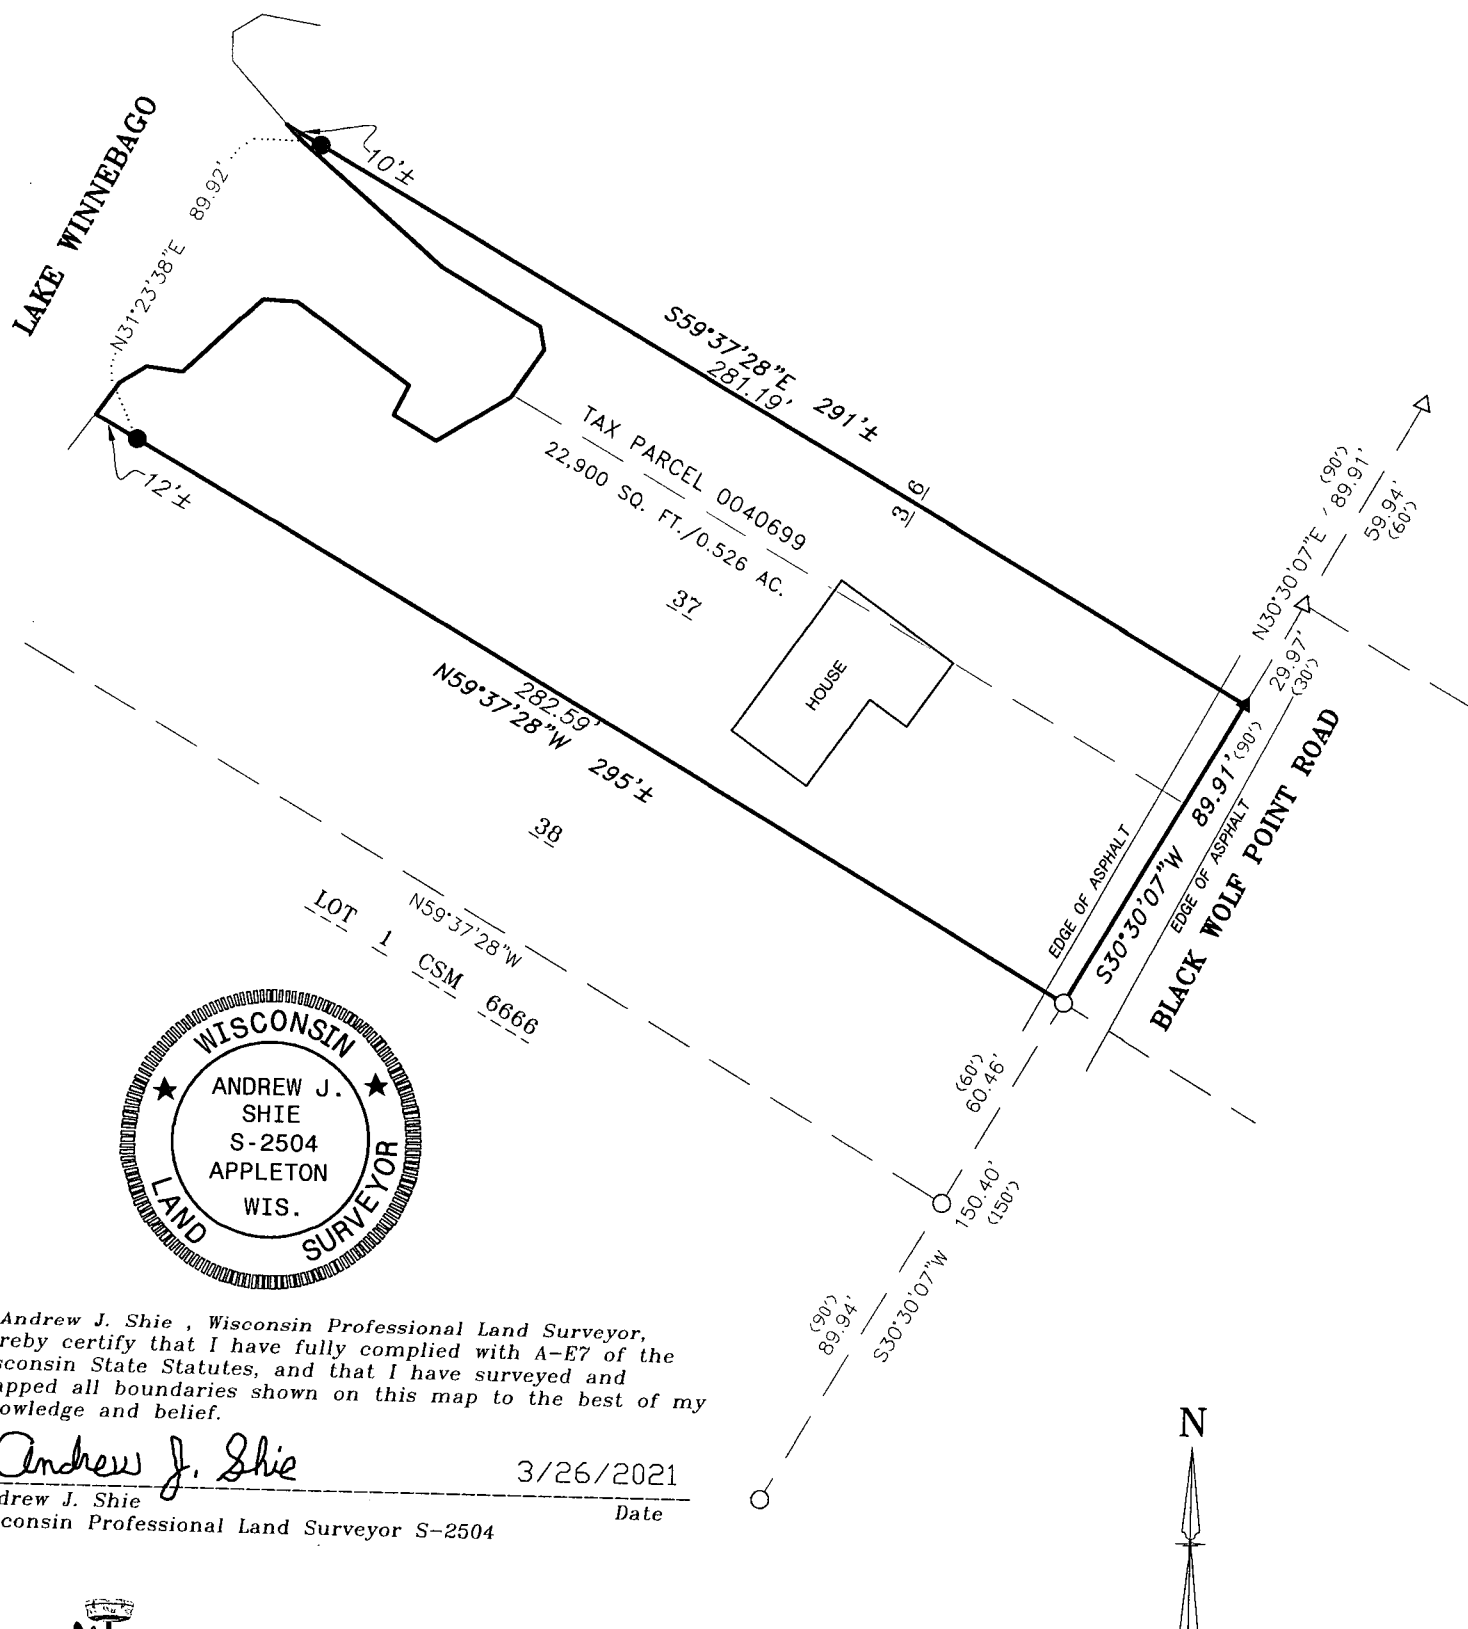 LAKE WINNEBAGO
N31°23'38"E 89.92'
10'±
12'±
S59°37'28"E 291'±
281.19'
TAX PARCEL 0040699
22,900 SQ. FT./0.526 AC.
3 6
37
HOUSE
282.59'
N59°37'28"W 295'±
38
LOT 1 CSM 6666
N59°37'28"W
(90')
N30°30'07"E / 89.91'
59.94'
(60')
29.97'
(30')
EDGE OF ASPHALT
S30°30'07"W 89.91' (90')
EDGE OF ASPHALT
BLACK WOLF POINT ROAD
(60')
60.46'
150.40'
(150')
(90')
89.94'
S30°30'07"W
WISCONSIN
ANDREW J.
SHIE
S-2504
APPLETON
WIS.
LAND SURVEYOR
Andrew J. Shie , Wisconsin Professional Land Surveyor,
reby certify that I have fully complied with A-E7 of the
sconsin State Statutes, and that I have surveyed and
apped all boundaries shown on this map to the best of my
owledge and belief.
Andrew J. Shie 3/26/2021
drew J. Shie Date
consin Professional Land Surveyor S-2504
N